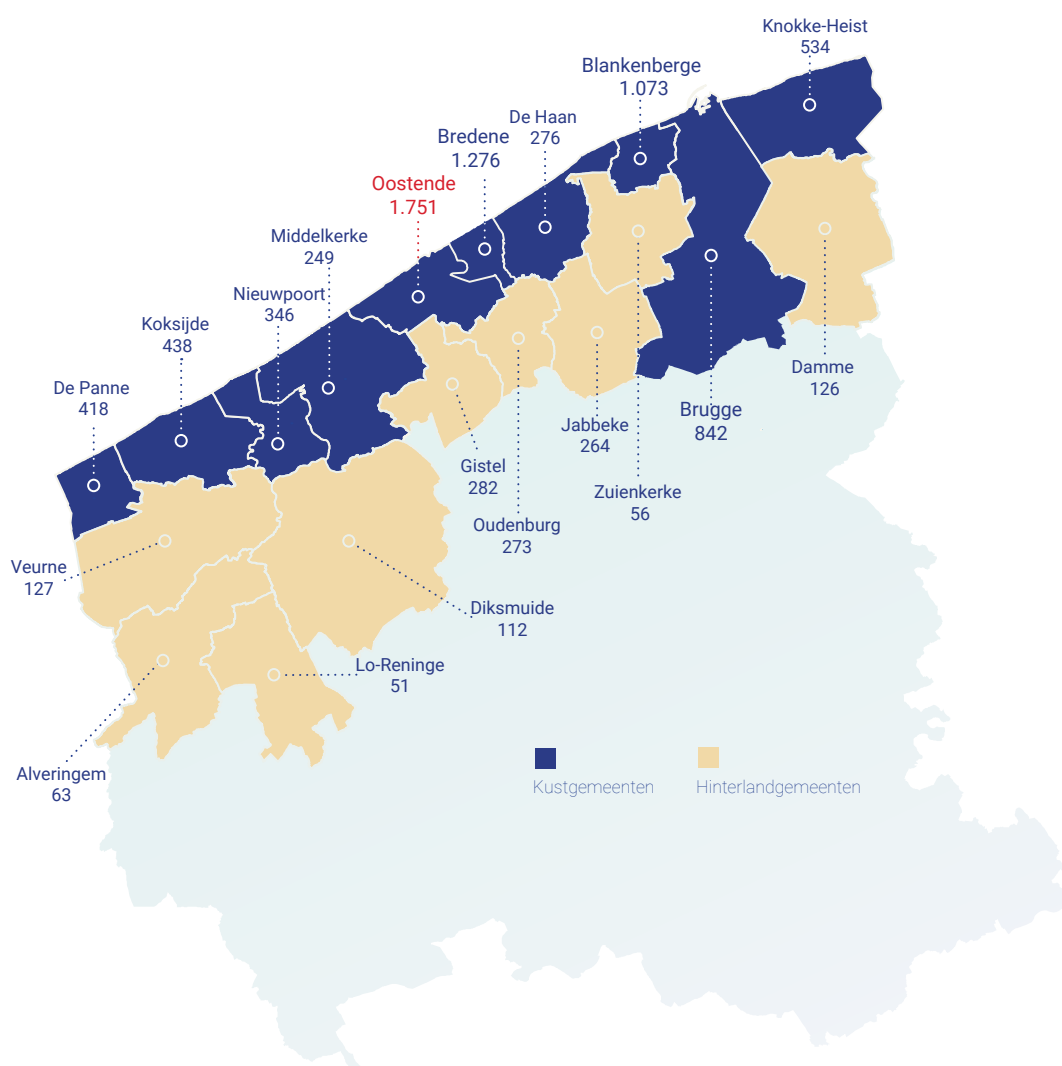 Knokke-Heist
534
Blankenberge
1.073
De Haan
276
Bredene
1.276
Oostende
1.751
Middelkerke
249
Nieuwpoort
346
Koksijde
438
De Panne
418
Damme
126
Brugge
842
Jabbeke
264
Zuienkerke
56
Gistel
282
Oudenburg
273
Veurne
127
Diksmuide
112
Lo-Reninge
51
Alveringem
63
Kustgemeenten
Hinterlandgemeenten